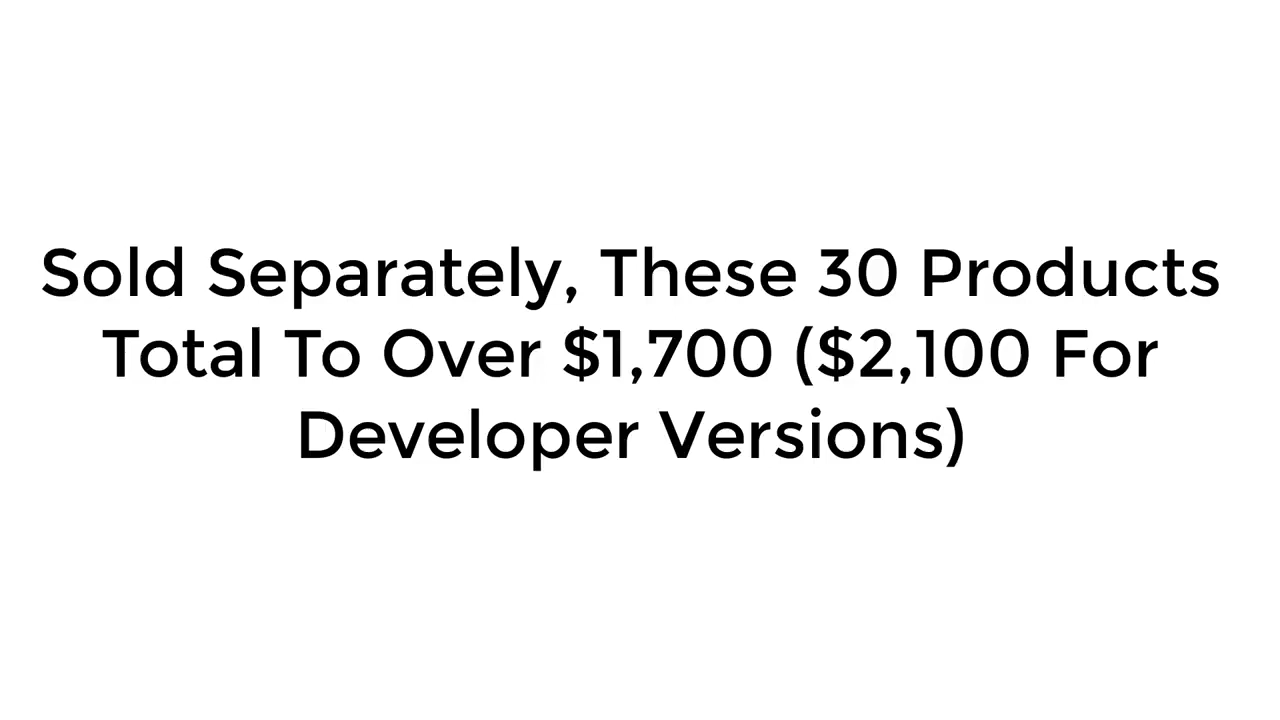 Sold Separately, These 30 Products
Total To Over $1,700 ($2,100 For
Developer Versions)